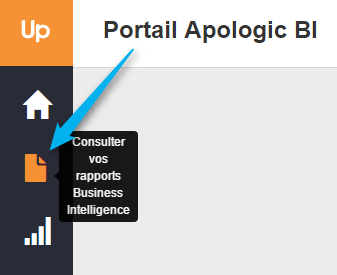 Up
Portail Apologic BI
Consulter
vos
rapports
Business
Intelligence